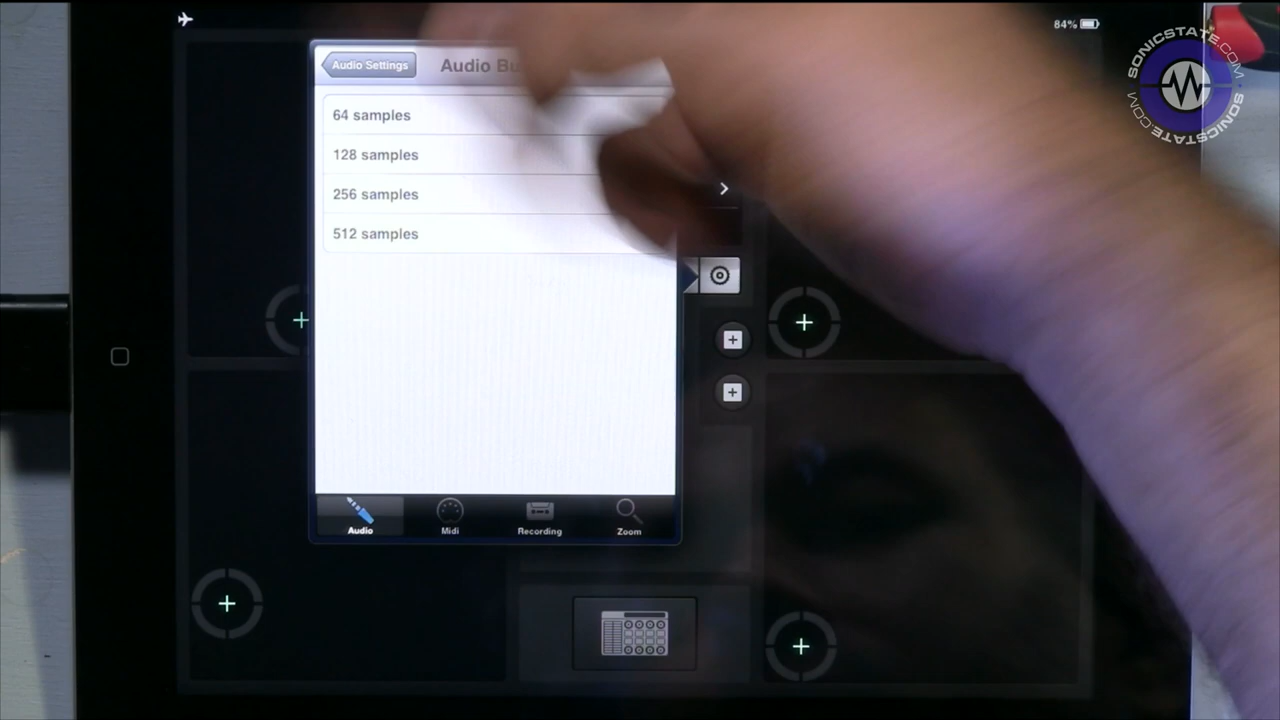 84%
SONICSTATE.COM
SONICSTATE.COM
Audio Settings
Audio Bu
64 samples
128 samples
256 samples
512 samples
Audio
Midi
Recording
Zoom